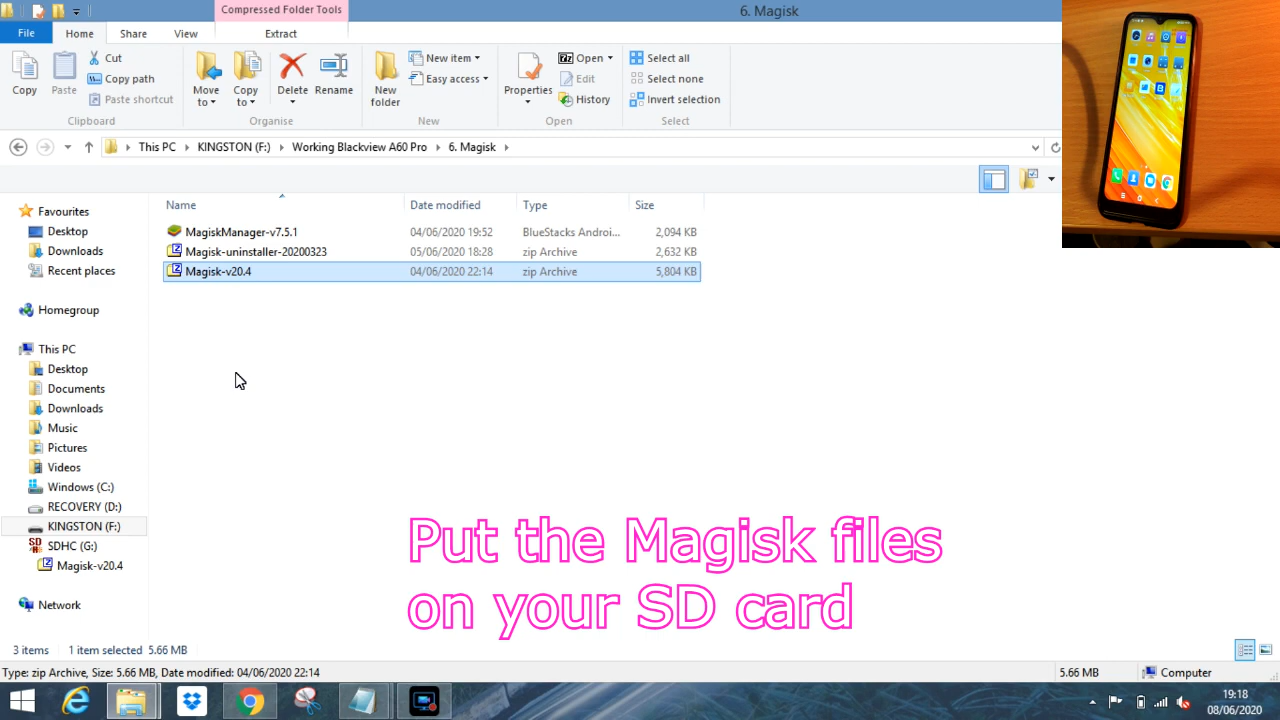 Compressed Folder Tools
6. Magisk
File Home Share View Extract
Copy
Paste
Cut
Copy path
Paste shortcut
Clipboard
Move to
Copy to
Delete
Rename
Organise
New folder
New item
Easy access
New
Properties
Open
Edit
History
Open
Select all
Select none
Invert selection
Select
This PC KINGSTON (F:) Working Blackview A60 Pro 6. Magisk
Name Date modified Type Size
MagiskManager-v7.5.1 04/06/2020 19:52 BlueStacks Androi... 2,094 KB
Magisk-uninstaller-20200323 05/06/2020 18:28 zip Archive 2,632 KB
Magisk-v20.4 04/06/2020 22:14 zip Archive 5,804 KB
Favourites
Desktop
Downloads
Recent places
Homegroup
This PC
Desktop
Documents
Downloads
Music
Pictures
Videos
Windows (C:)
RECOVERY (D:)
KINGSTON (F:)
SDHC (G:)
Magisk-v20.4
Network
Put the Magisk files
on your SD card
3 items 1 item selected 5.66 MB
Type: zip Archive, Size: 5.66 MB, Date modified: 04/06/2020 22:14 5.66 MB Computer
19:18
08/06/2020